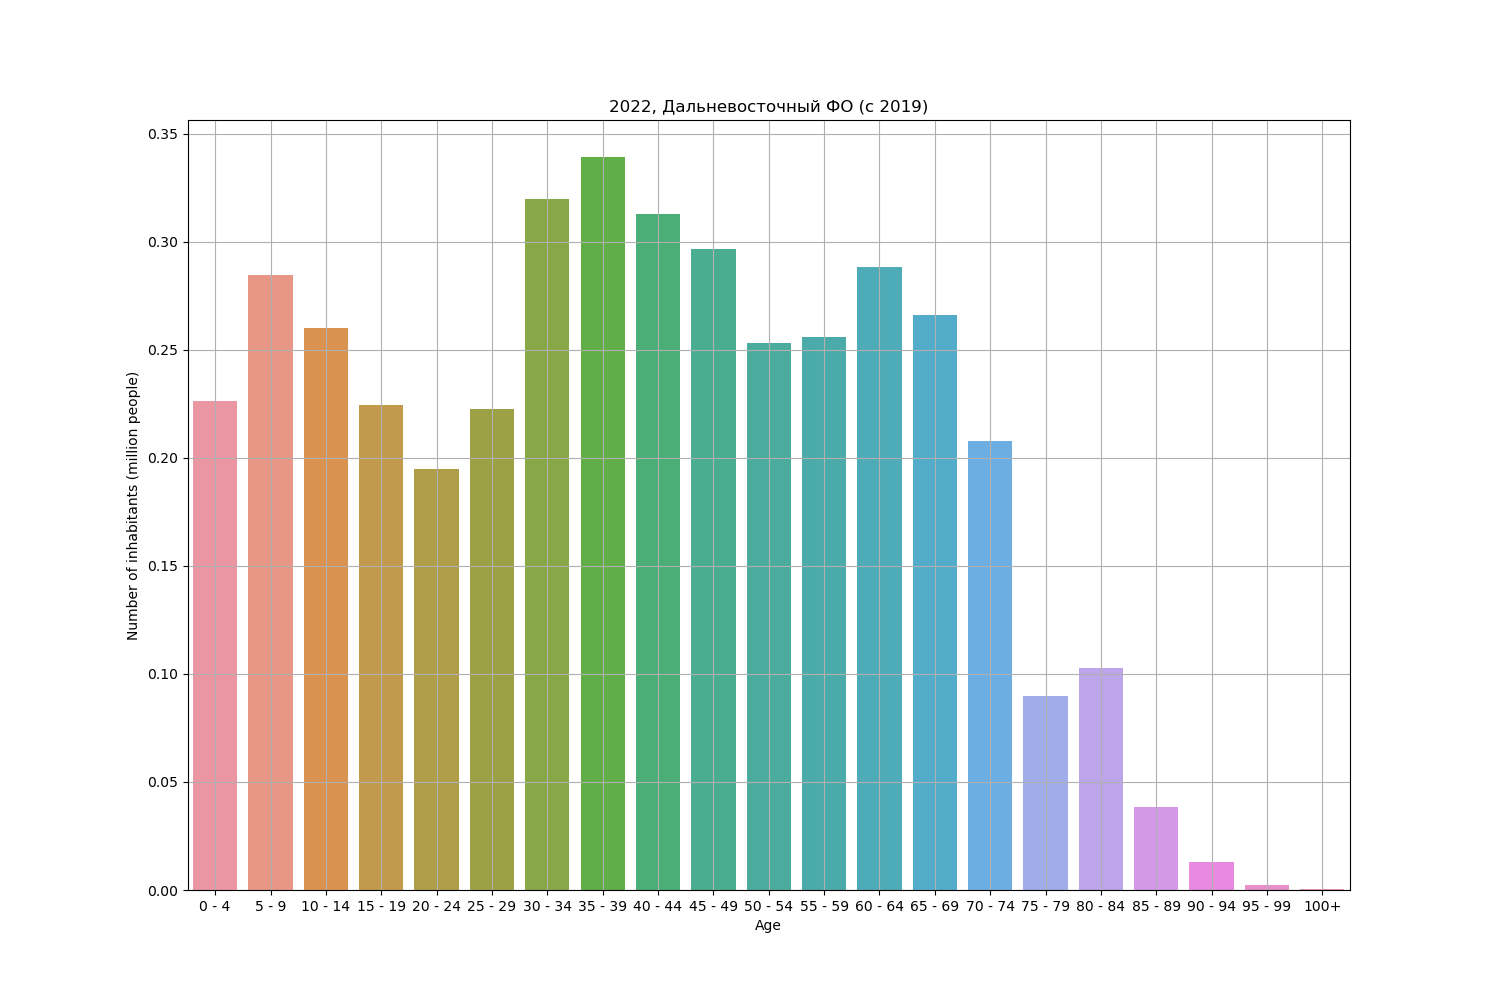 2022, Дальневосточный ФО (с 2019)
0.35
0.30
0.25
0.20
0.15
0.10
0.05
0.00
Number of inhabitants (million people)
0 - 4 5 - 9 10 - 14 15 - 19 20 - 24 25 - 29 30 - 34 35 - 39 40 - 44 45 - 49 50 - 54 55 - 59 60 - 64 65 - 69 70 - 74 75 - 79 80 - 84 85 - 89 90 - 94 95 - 99 100+
Age